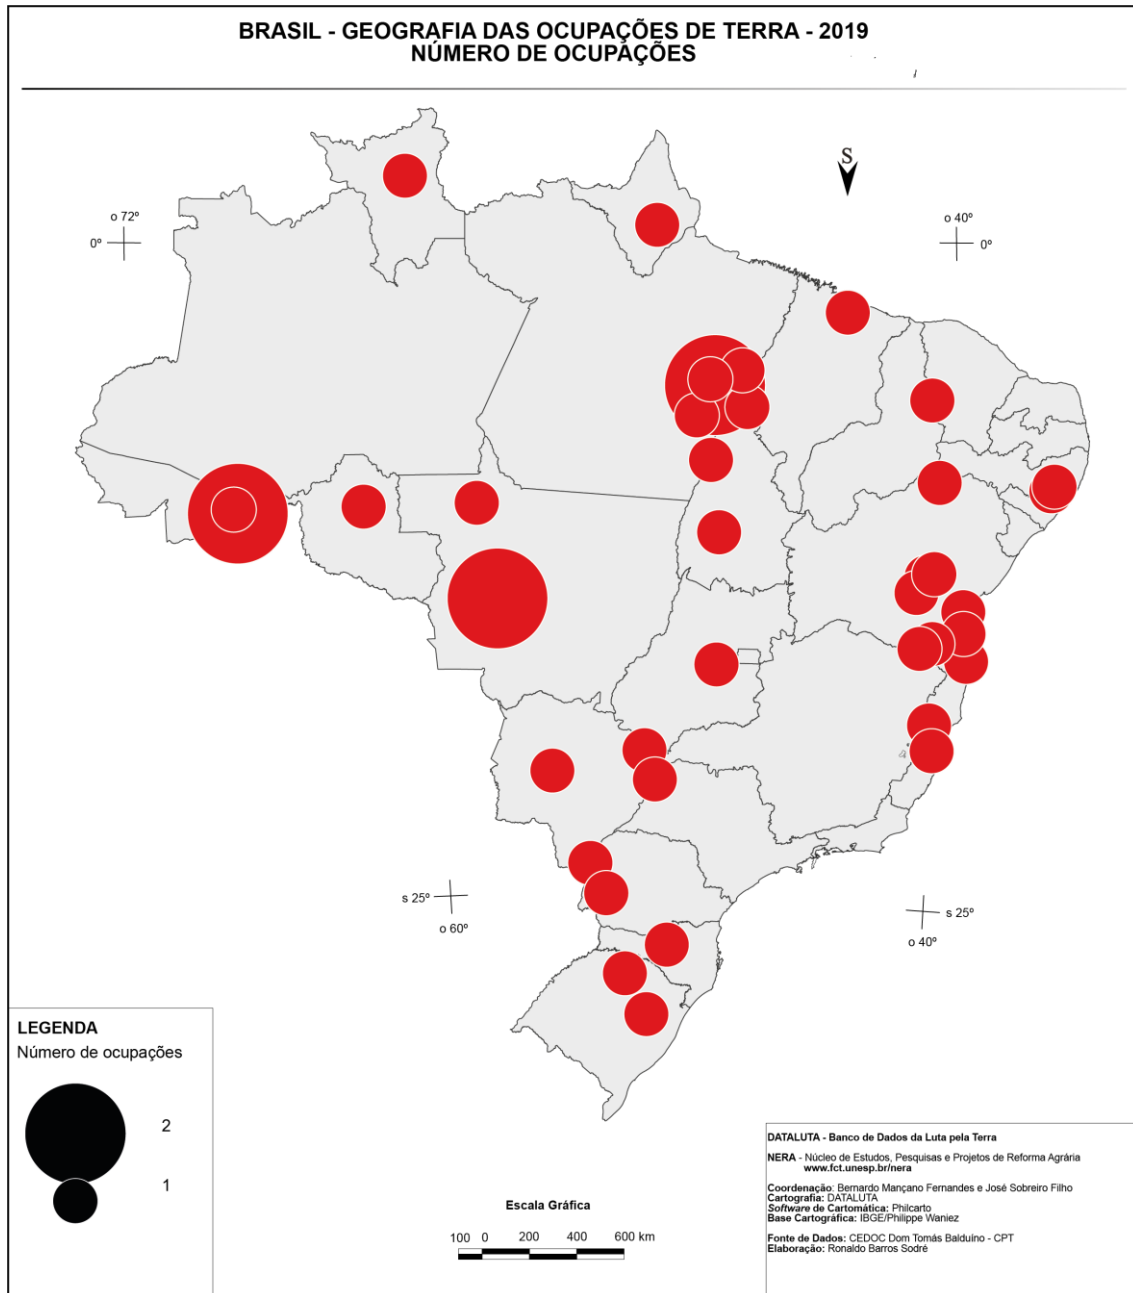 BRASIL - GEOGRAFIA DAS OCUPAÇÕES DE TERRA - 2019
NÚMERO DE OCUPAÇÕES
S
o 72º
0º
o 40º
0º
s 25º
o 60º
s 25º
o 40º
LEGENDA
Número de ocupações
2
1
Escala Gráfica
100 0 200 400 600 km
DATALUTA - Banco de Dados da Luta pela Terra
NERA - Núcleo de Estudos, Pesquisas e Projetos de Reforma Agrária
www.fct.unesp.br/nera
Coordenação: Bernardo Mançano Fernandes e José Sobreiro Filho
Cartografia: DATALUTA
Software de Cartomática: Philcarto
Base Cartográfica: IBGE/Philippe Waniez
Fonte de Dados: CEDOC Dom Tomás Balduíno - CPT
Elaboração: Ronaldo Barros Sodré